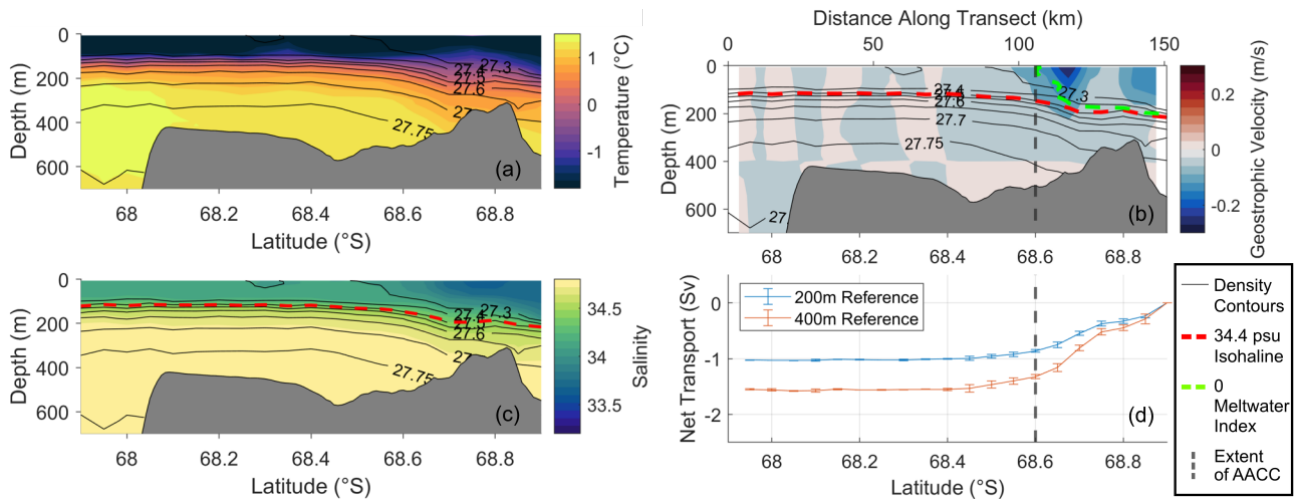 0
200
400
600
Depth (m)
27.3
27.4
27.5
27.6
27
27.75
(a)
68
68.2
68.4
68.6
68.8
Latitude (°S)
1
0
-1
Temperature (°C)
Distance Along Transect (km)
0
50
100
150
0
200
400
600
Depth (m)
27.4
27.6
27.7
27.75
27.3
27
(b)
68
68.2
68.4
68.6
68.8
0.2
0
-0.2
Geostrophic Velocity (m/s)
0
200
400
600
Depth (m)
27.3
27.4
27.6
27
27.75
(c)
68
68.2
68.4
68.6
68.8
Latitude (°S)
34.5
34
33.5
Salinity
0
-1
-2
Net Transport (Sv)
200m Reference
400m Reference
(d)
68
68.2
68.4
68.6
68.8
Latitude (°S)
Density
Contours
34.4 psu
Isohaline
0
Meltwater
Index
Extent
of AACC